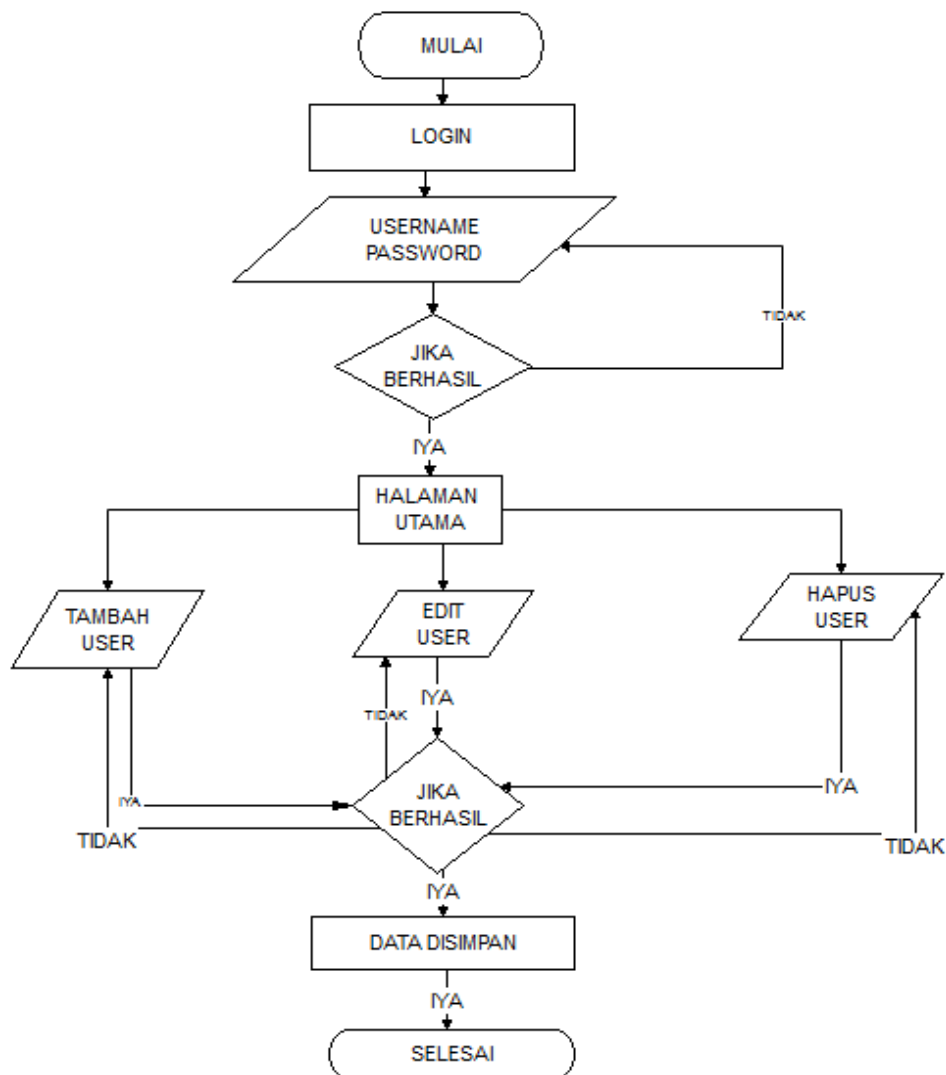 MULAI
LOGIN
USERNAME
PASSWORD
TIDAK
JIKA
BERHASIL
IYA
HALAMAN
UTAMA
TAMBAH
USER
EDIT
USER
HAPUS
USER
IYA
TIDAK
JIKA
BERHASIL
IYA
IYA
TIDAK
TIDAK
IYA
DATA DISIMPAN
IYA
SELESAI